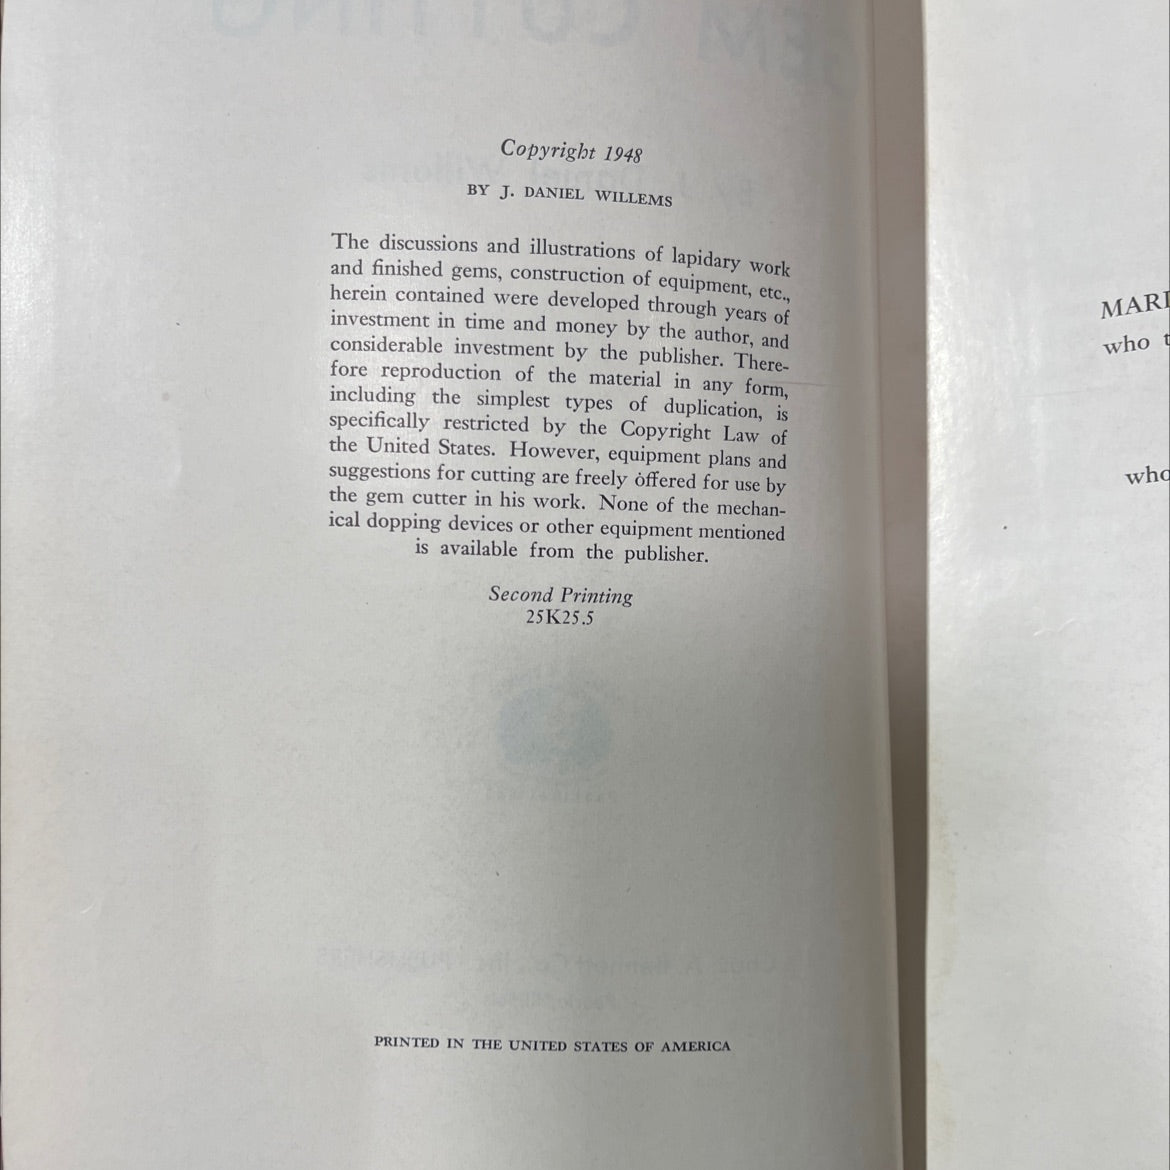 GEM CUTTING
Copyright 1948
BY J. DANIEL WILLEMS
The discussions and illustrations of lapidary work
and finished gems, construction of equipment, etc.,
herein contained were developed through years of
investment in time and money by the author, and
considerable investment by the publisher. There-
fore reproduction of the material in any form,
including the simplest types of duplication, is
specifically restricted by the Copyright Law of
the United States. However, equipment plans and
suggestions for cutting are freely offered for use by
the gem cutter in his work. None of the mechan-
ical dopping devices or other equipment mentioned
is available from the publisher.
Second Printing
25K25.5
PRINTED IN THE UNITED STATES OF AMERICA
MARI
who t
who